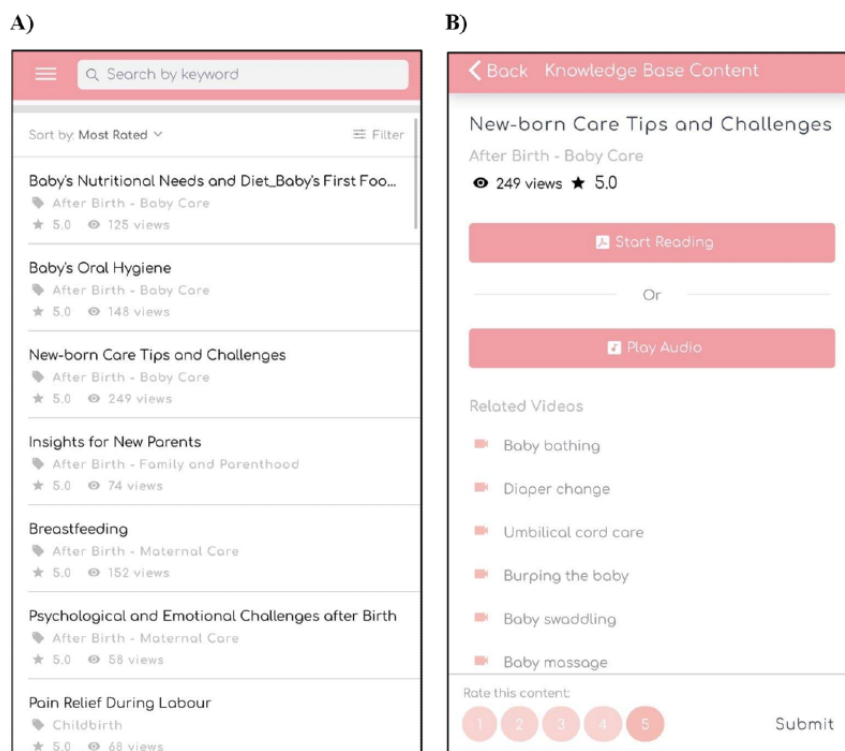 A)
Search by keyword
Sort by: Most Rated
Filter
Baby's Nutritional Needs and Diet_Baby's First Foo...
After Birth - Baby Care
5.0 125 views
Baby's Oral Hygiene
After Birth - Baby Care
5.0 148 views
New-born Care Tips and Challenges
After Birth - Baby Care
5.0 249 views
Insights for New Parents
After Birth - Family and Parenthood
5.0 74 views
Breastfeeding
After Birth - Maternal Care
5.0 152 views
Psychological and Emotional Challenges after Birth
After Birth - Maternal Care
5.0 58 views
Pain Relief During Labour
Childbirth
5.0 68 views
B)
Back Knowledge Base Content
New-born Care Tips and Challenges
After Birth - Baby Care
249 views 5.0
Start Reading
Or
Play Audio
Related Videos
Baby bathing
Diaper change
Umbilical cord care
Burping the baby
Baby swaddling
Baby massage
Rate this content:
1 2 3 4 5 Submit